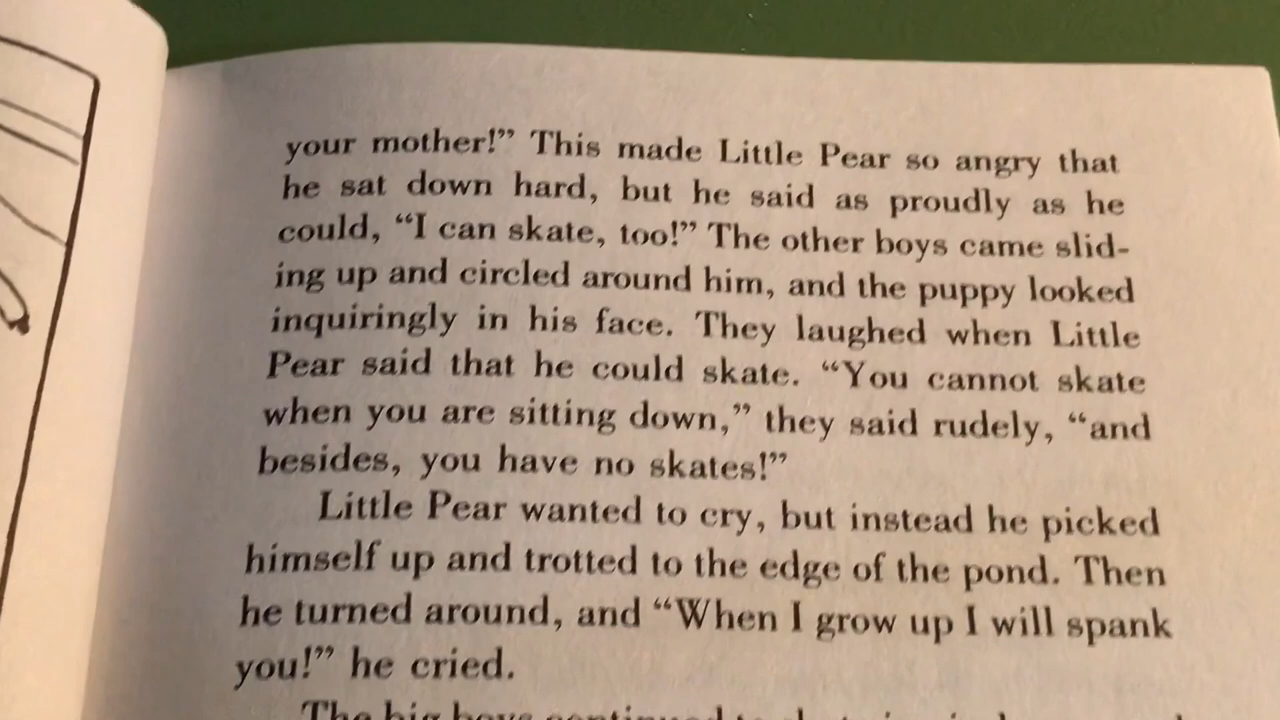 your mother!” This made Little Pear so angry that
he sat down hard, but he said as proudly as he
could, “I can skate, too!” The other boys came slid-
ing up and circled around him, and the puppy looked
inquiringly in his face. They laughed when Little
Pear said that he could skate. “You cannot skate
when you are sitting down,” they said rudely, “and
besides, you have no skates!”
Little Pear wanted to cry, but instead he picked
himself up and trotted to the edge of the pond. Then
he turned around, and “When I grow up I will spank
you!” he cried.
The big boys continued to